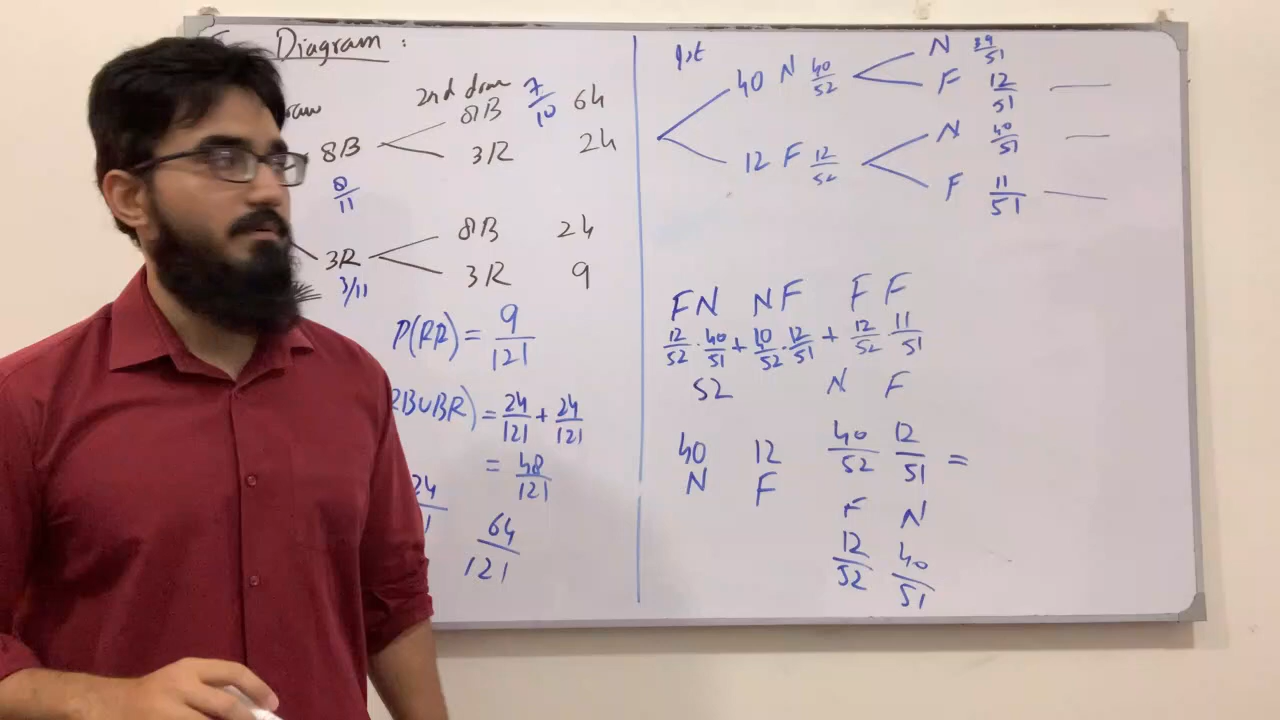 Diagram :
2nd draw
8B
8/11
8B 7/10 64
3R 24
3R
3/11
8B 24
3R 9
P(RR) = 9/121
RBUBR) = 24/121 + 24/121
= 48/121
24
64/121
1st
40 N 40/52
N 39/51
F 12/51
12 F 12/52
N 40/51
F 11/51
FN NF FF
12/52 . 40/51 + 40/52 . 12/51 + 12/52 . 11/51
52 N F
40 12 40/52 12/51 =
N F
F N
12/52 40/51